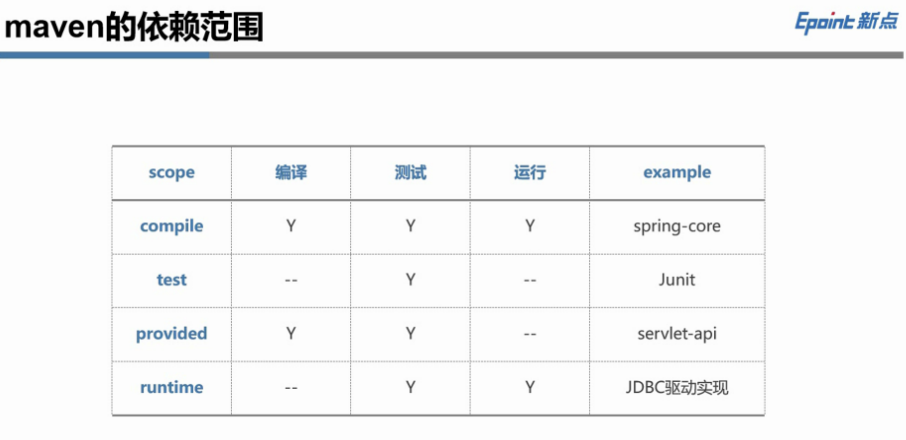 maven的依赖范围
Epoint 新点
scope 编译 测试 运行 example
compile Y Y Y spring-core
test -- Y -- Junit
provided Y Y -- servlet-api
runtime -- Y Y JDBC驱动实现